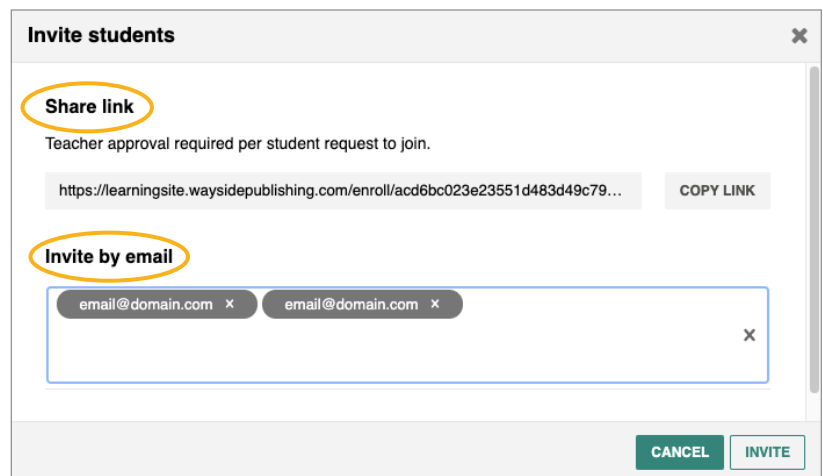 Invite students
Share link
Teacher approval required per student request to join.
https://learningsite.waysidepublishing.com/enroll/acd6bc023e23551d483d49c79...
COPY LINK
Invite by email
email@domain.com × email@domain.com ×
CANCEL INVITE